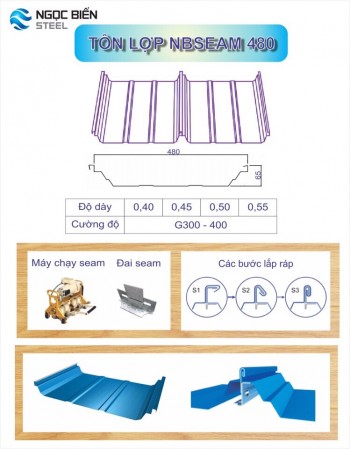 NGỌC BIỂN
STEEL
TÔN LỢP NBSEAM 480
480
65
Độ dày 0,40 0,45 0,50 0,55
Cường độ G300 - 400
Máy chạy seam Đai seam Các bước lắp ráp
S1 S2 S3